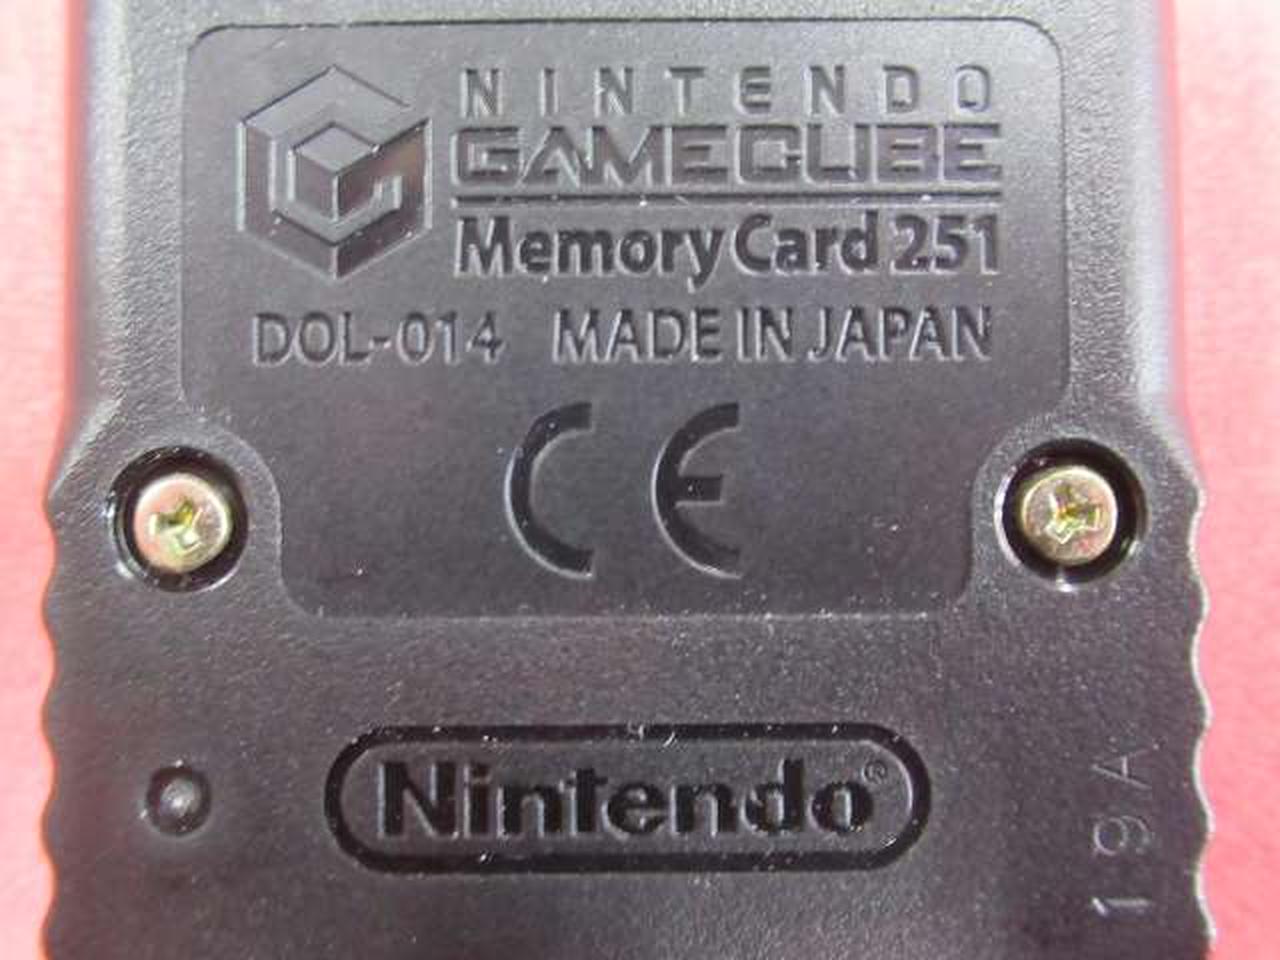 NINTENDO
GAMECUBE
Memory Card 251
DOL-014 MADE IN JAPAN
CE
Nintendo®
19A